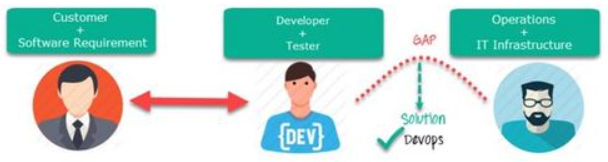 Customer
+
Software Requirement
Developer
+
Tester
GAP
Operations
+
IT Infrastructure
{DEV}
Solution
Devops